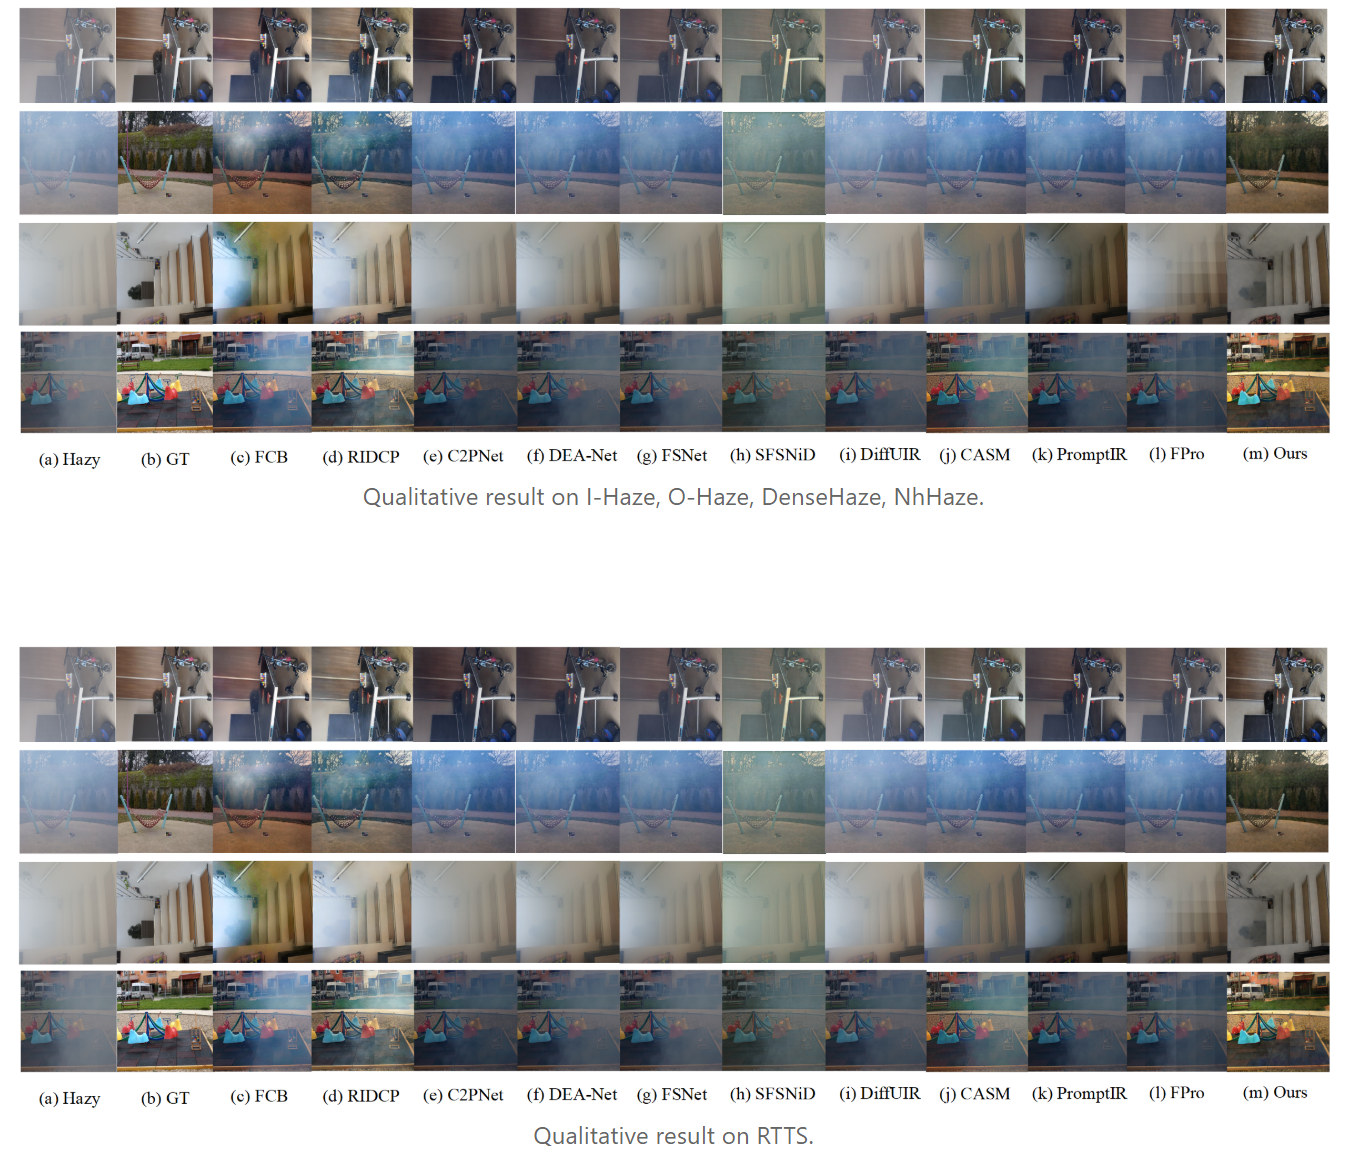 (a) Hazy (b) GT (c) FCB (d) RIDCP (e) C2PNet (f) DEA-Net (g) FSNet (h) SFSNiD (i) DiffUIR (j) CASM (k) PromptIR (l) FPro (m) Ours
Qualitative result on I-Haze, O-Haze, DenseHaze, NhHaze.
(a) Hazy (b) GT (c) FCB (d) RIDCP (e) C2PNet (f) DEA-Net (g) FSNet (h) SFSNiD (i) DiffUIR (j) CASM (k) PromptIR (l) FPro (m) Ours
Qualitative result on RTTS.